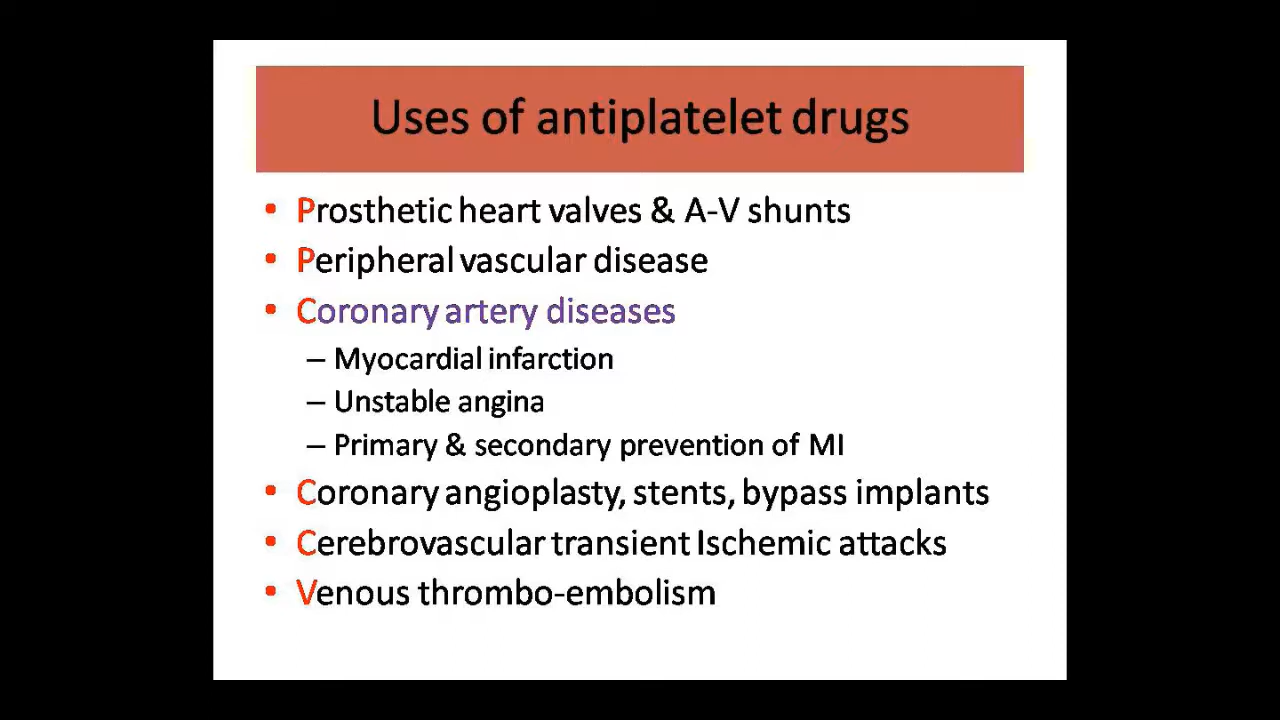 Uses of antiplatelet drugs
• Prosthetic heart valves & A-V shunts
• Peripheral vascular disease
• Coronary artery diseases
– Myocardial infarction
– Unstable angina
– Primary & secondary prevention of MI
• Coronary angioplasty, stents, bypass implants
• Cerebrovascular transient Ischemic attacks
• Venous thrombo-embolism